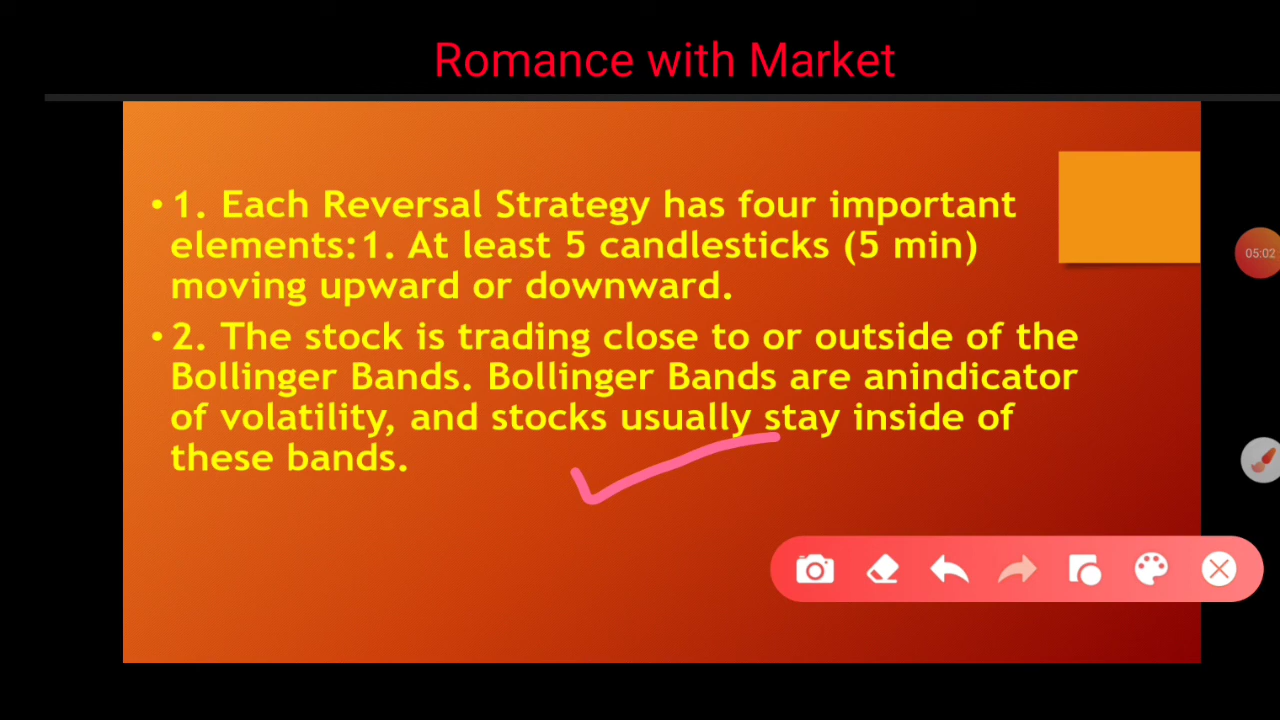 Romance with Market
• 1. Each Reversal Strategy has four important
elements:1. At least 5 candlesticks (5 min)
moving upward or downward.
• 2. The stock is trading close to or outside of the
Bollinger Bands. Bollinger Bands are anindicator
of volatility, and stocks usually stay inside of
these bands.
05:02